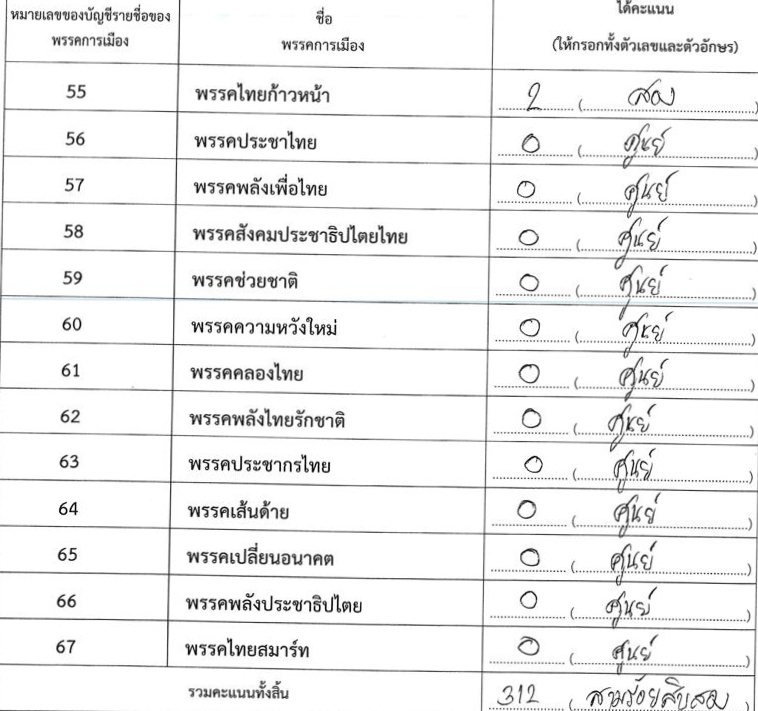 หมายเลขของบัญชีรายชื่อของ ชื่อ ได้คะแนน
พรรคการเมือง พรรคการเมือง (ให้กรอกทั้งตัวเลขและตัวอักษร)
55 พรรคไทยก้าวหน้า 2 (สอง)
56 พรรคประชาไทย 0 (ศูนย์)
57 พรรคพลังเพื่อไทย 0 (ศูนย์)
58 พรรคสังคมประชาธิปไตยไทย 0 (ศูนย์)
59 พรรคช่วยชาติ 0 (ศูนย์)
60 พรรคความหวังใหม่ 0 (ศูนย์)
61 พรรคคลองไทย 0 (ศูนย์)
62 พรรคพลังไทยรักชาติ 0 (ศูนย์)
63 พรรคประชากรไทย 0 (ศูนย์)
64 พรรคเส้นด้าย 0 (ศูนย์)
65 พรรคเปลี่ยนอนาคต 0 (ศูนย์)
66 พรรคพลังประชาธิปไตย 0 (ศูนย์)
67 พรรคไทยสมาร์ท 0 (ศูนย์)
รวมคะแนนทั้งสิ้น 312 (สามร้อยสิบสอง)